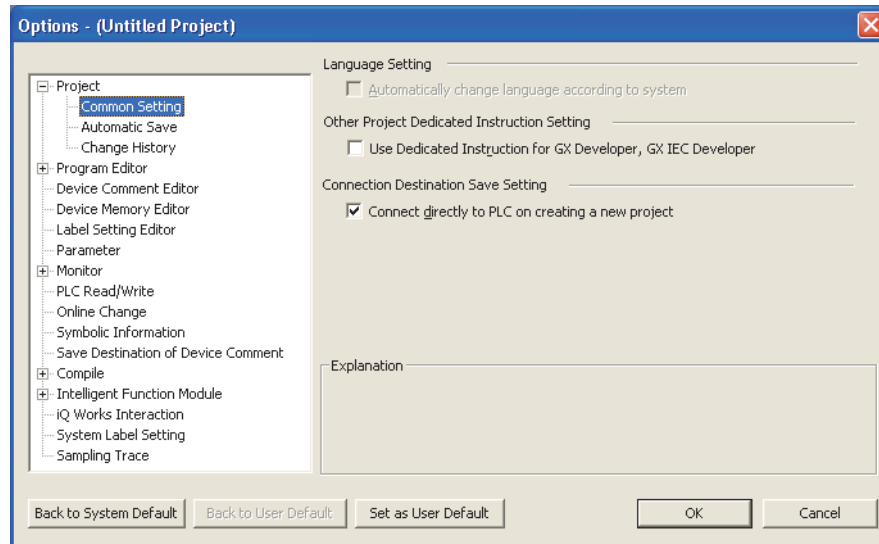 Options - (Untitled Project)
Project
Common Setting
Automatic Save
Change History
Program Editor
Device Comment Editor
Device Memory Editor
Label Setting Editor
Parameter
Monitor
PLC Read/Write
Online Change
Symbolic Information
Save Destination of Device Comment
Compile
Intelligent Function Module
iQ Works Interaction
System Label Setting
Sampling Trace
Language Setting
Automatically change language according to system
Other Project Dedicated Instruction Setting
Use Dedicated Instruction for GX Developer, GX IEC Developer
Connection Destination Save Setting
Connect directly to PLC on creating a new project
Explanation
Back to System Default
Back to User Default
Set as User Default
OK
Cancel